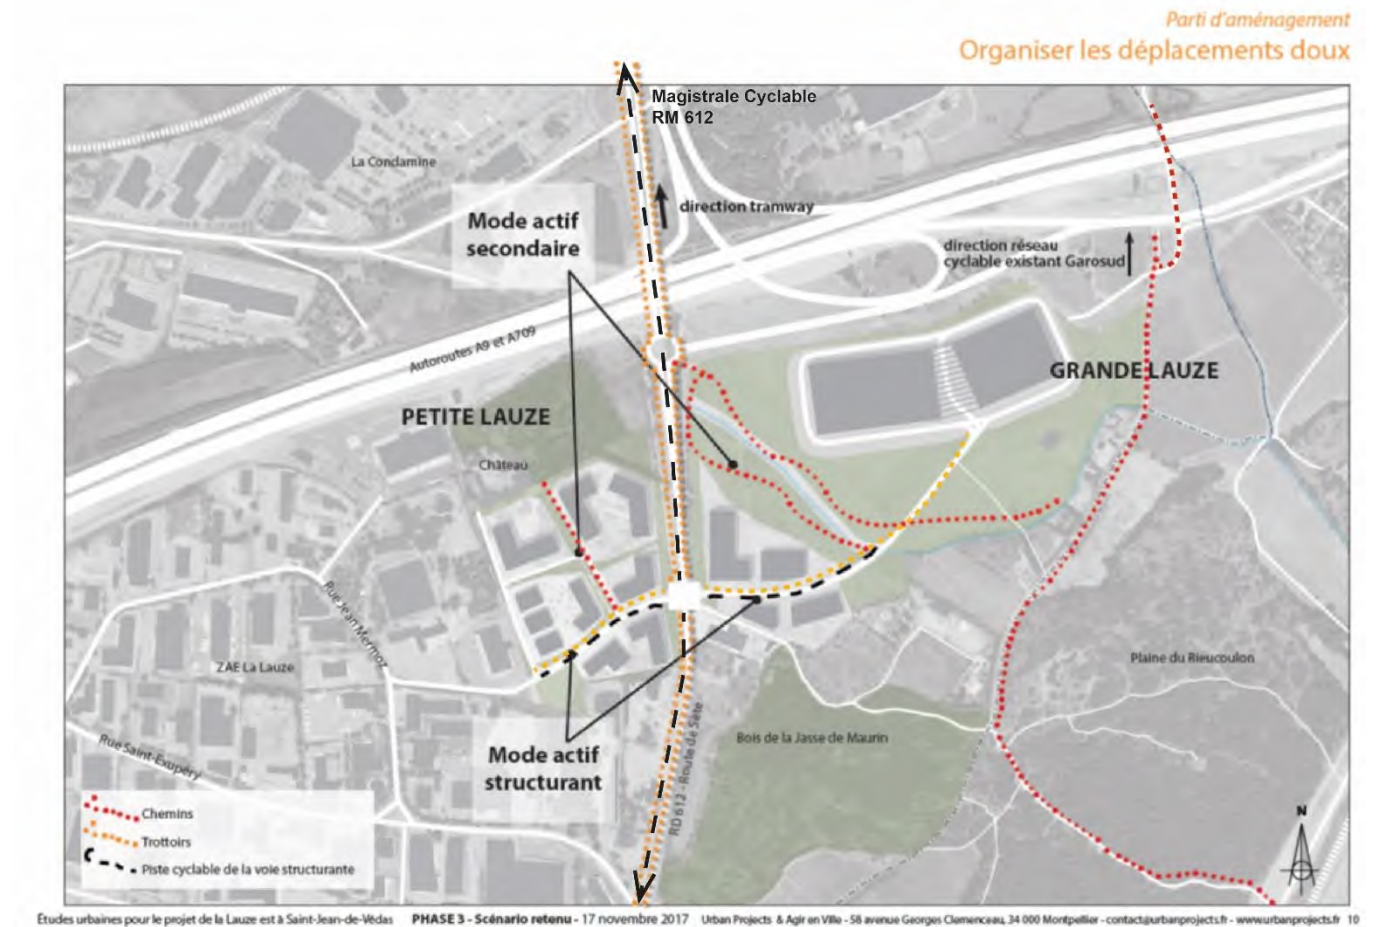 Parti d'aménagement
Organiser les déplacements doux
Magistrale Cyclable
RM 612
La Condamine
Mode actif
secondaire
direction tramway
direction réseau
cyclable existant Garosud
Autoroutes A9 et A709
GRANDE LAUZE
PETITE LAUZE
Château
Rue Jean Mermoz
ZAE La Lauze
Plaine du Rieucoulon
Mode actif
structurant
RD 612 - Route de Sète
Bois de la Jasse de Maurin
Rue Saint-Exupéry
Chemins
Trottoirs
Piste cyclable de la voie structurante
N
Études urbaines pour le projet de la Lauze est à Saint-Jean-de-Védas PHASE 3 - Scénario retenu - 17 novembre 2017 Urban Projects & Agir en Ville - 58 avenue Georges Clemenceau, 34 000 Montpellier - contact@urbanprojects.fr - www.urbanprojects.fr 10